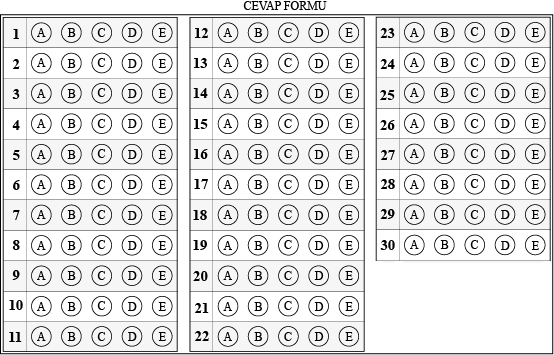 CEVAP FORMU
1 A B C D E
2 A B C D E
3 A B C D E
4 A B C D E
5 A B C D E
6 A B C D E
7 A B C D E
8 A B C D E
9 A B C D E
10 A B C D E
11 A B C D E
12 A B C D E
13 A B C D E
14 A B C D E
15 A B C D E
16 A B C D E
17 A B C D E
18 A B C D E
19 A B C D E
20 A B C D E
21 A B C D E
22 A B C D E
23 A B C D E
24 A B C D E
25 A B C D E
26 A B C D E
27 A B C D E
28 A B C D E
29 A B C D E
30 A B C D E